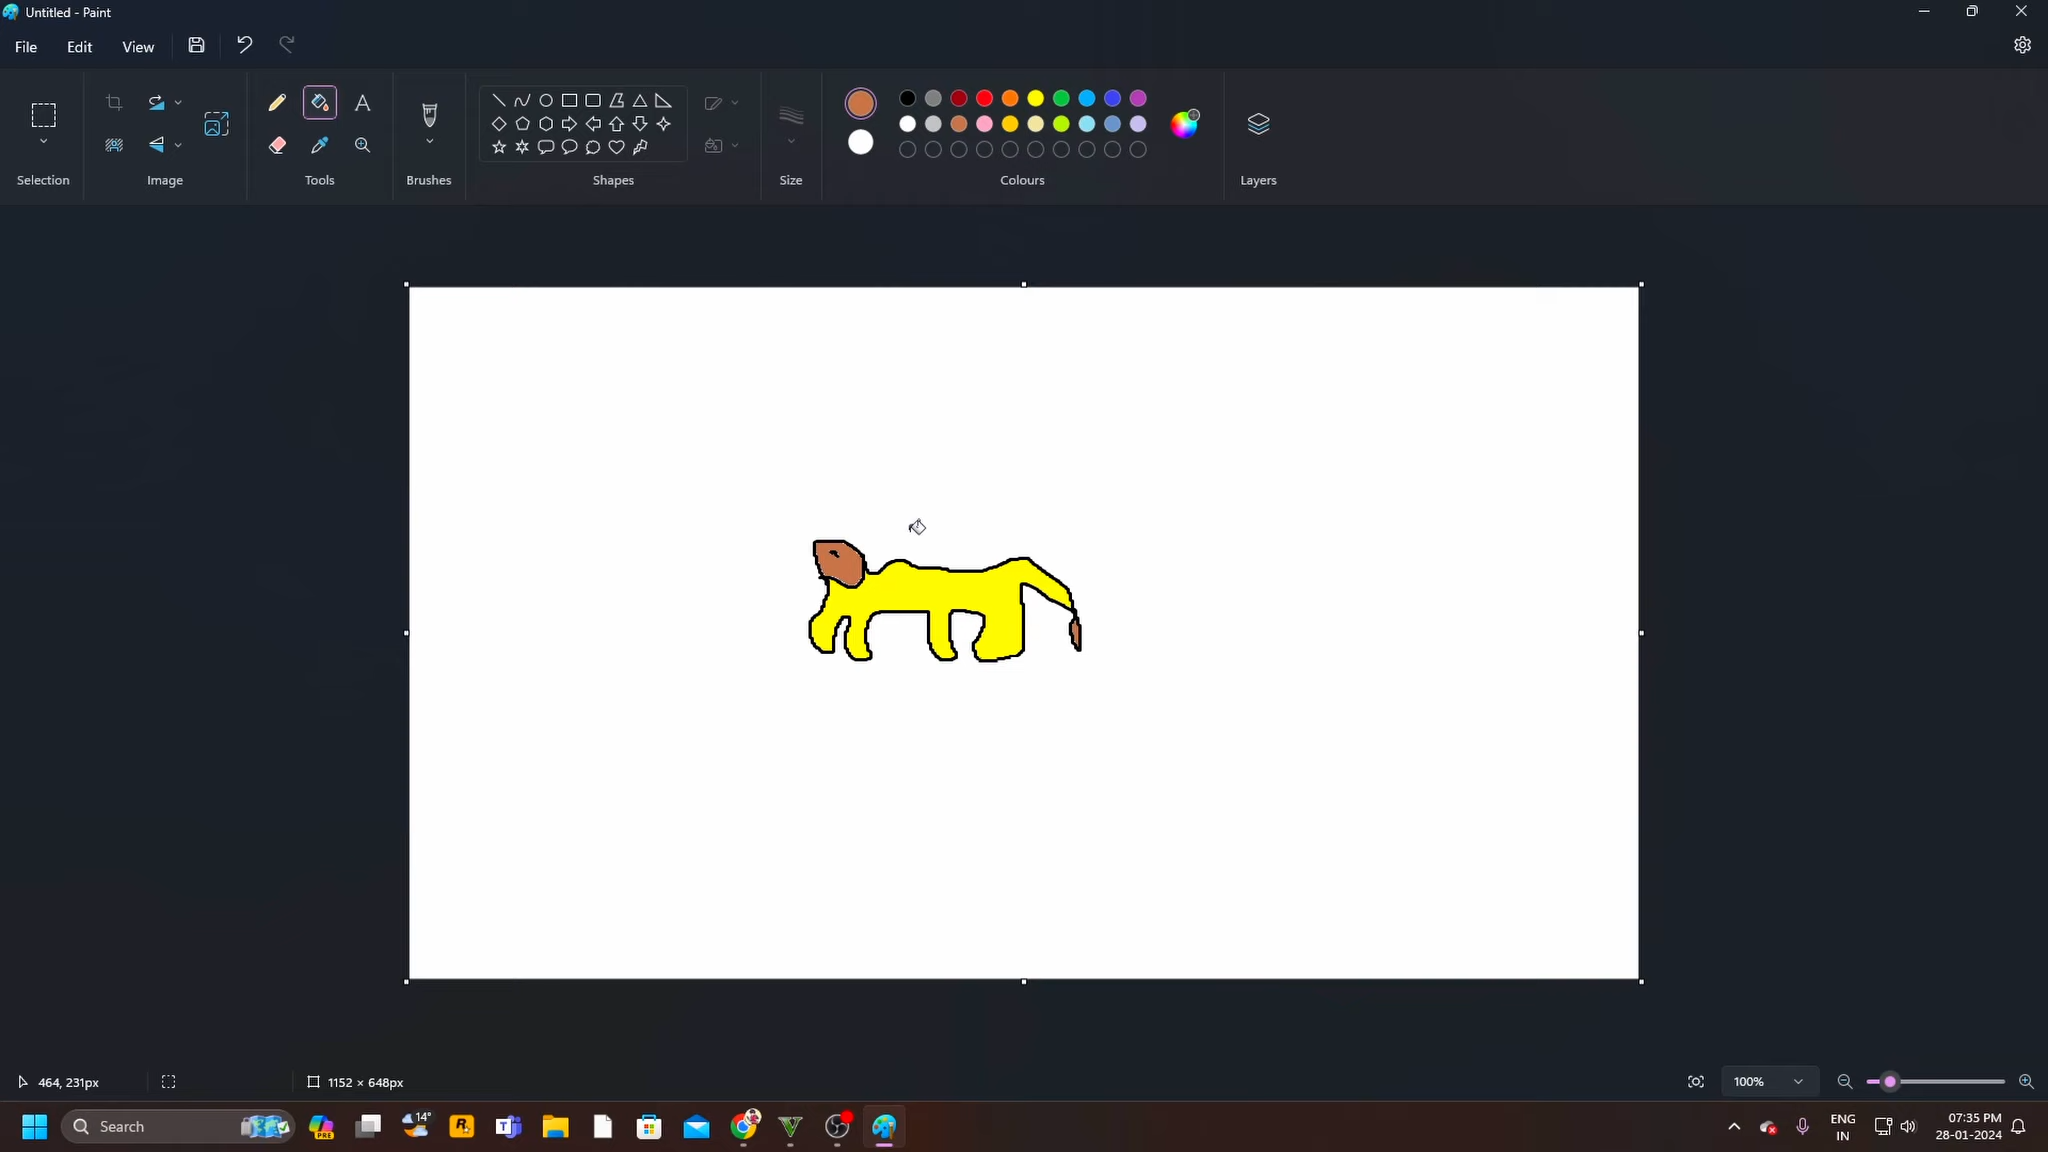 Untitled - Paint
File Edit View
Selection Image Tools Brushes Shapes Size Colours Layers
464, 231px 1152 × 648px 100%
Search PRE 14° ENG 07:35 PM
IN 28-01-2024